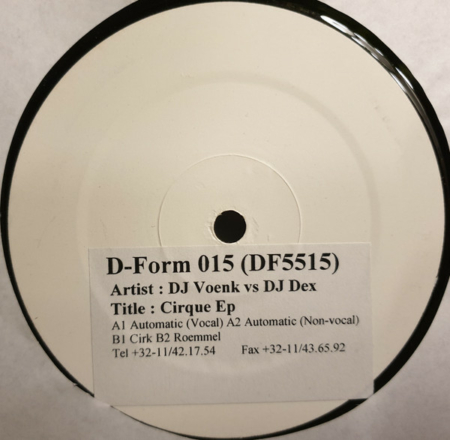 D-Form 015 (DF5515)
Artist : DJ Voenk vs DJ Dex
Title : Cirque Ep
A1 Automatic (Vocal) A2 Automatic (Non-vocal)
B1 Cirk B2 Roemmel
Tel +32-11/42.17.54 Fax +32-11/43.65.92